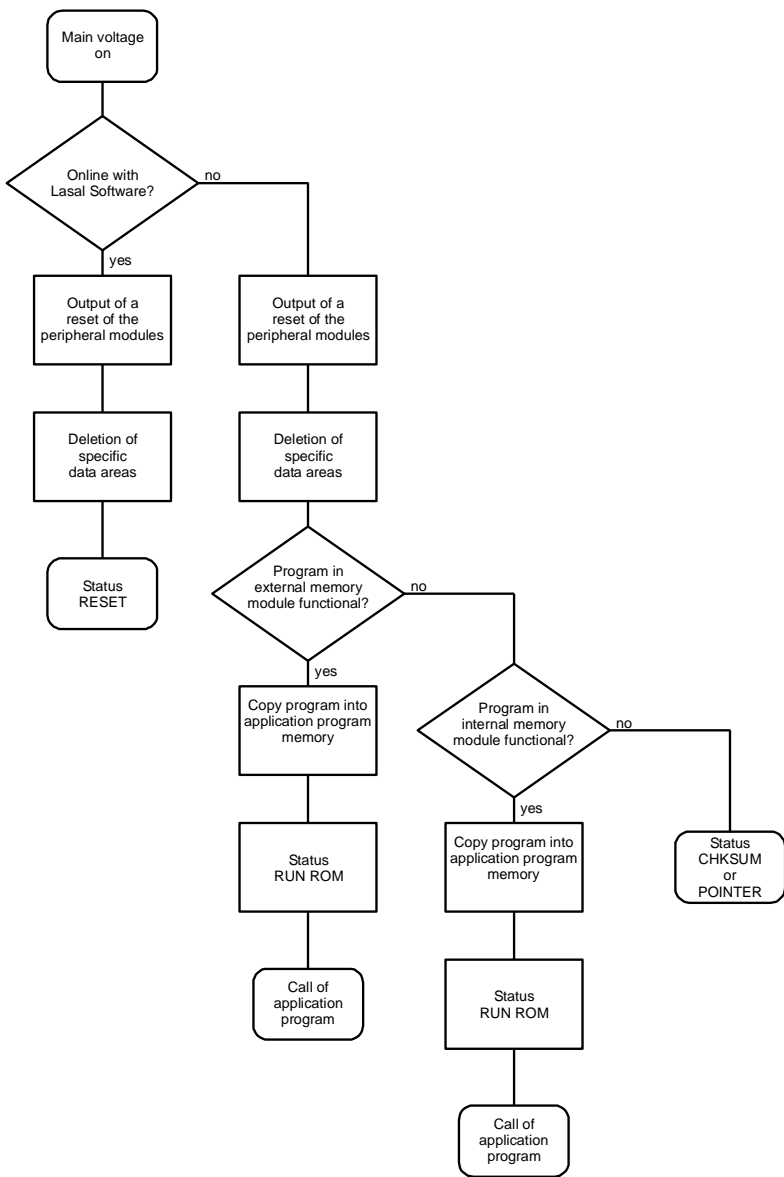 Main voltage
on
Online with
Lasal Software?
no
yes
Output of a
reset of the
peripheral modules
Output of a
reset of the
peripheral modules
Deletion of
specific
data areas
Deletion of
specific
data areas
Status
RESET
Program in
external memory
module functional?
no
yes
Copy program into
application program
memory
Program in
internal memory
module functional?
no
yes
Status
RUN ROM
Copy program into
application program
memory
Status
CHKSUM
or
POINTER
Call of
application
program
Status
RUN ROM
Call of
application
program